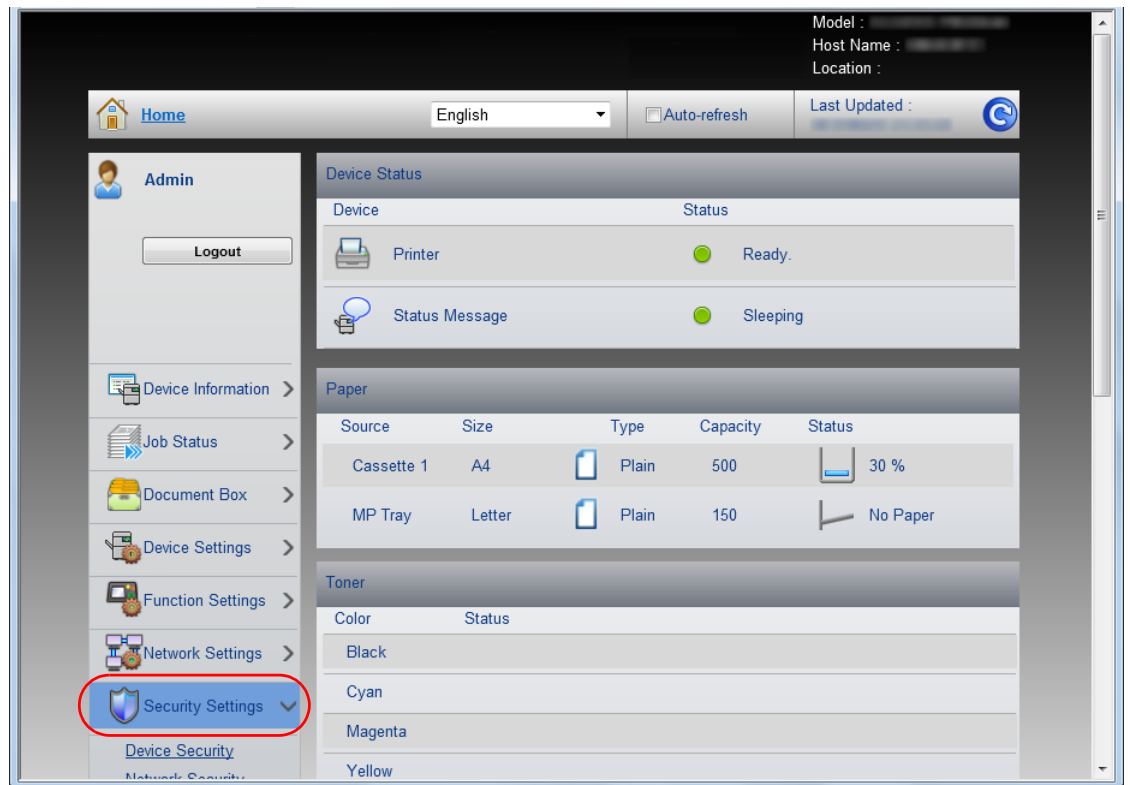 Model :
Host Name :
Location :
Home
English
Auto-refresh
Last Updated :
Admin
Logout
Device Information
Job Status
Document Box
Device Settings
Function Settings
Network Settings
Security Settings
Device Security
Network Security
Device Status
Device Status
Printer Ready.
Status Message Sleeping
Paper
Source Size Type Capacity Status
Cassette 1 A4 Plain 500 30 %
MP Tray Letter Plain 150 No Paper
Toner
Color Status
Black
Cyan
Magenta
Yellow